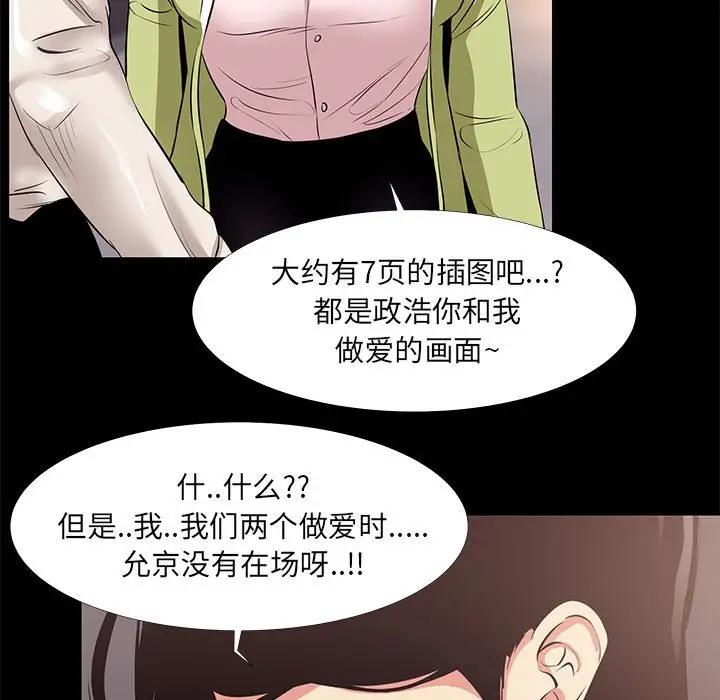 大约有7页的插图吧...?
都是政浩你和我
做爱的画面~
什..什么??
但是..我..我们两个做爱时.....
允京没有在场呀..!!